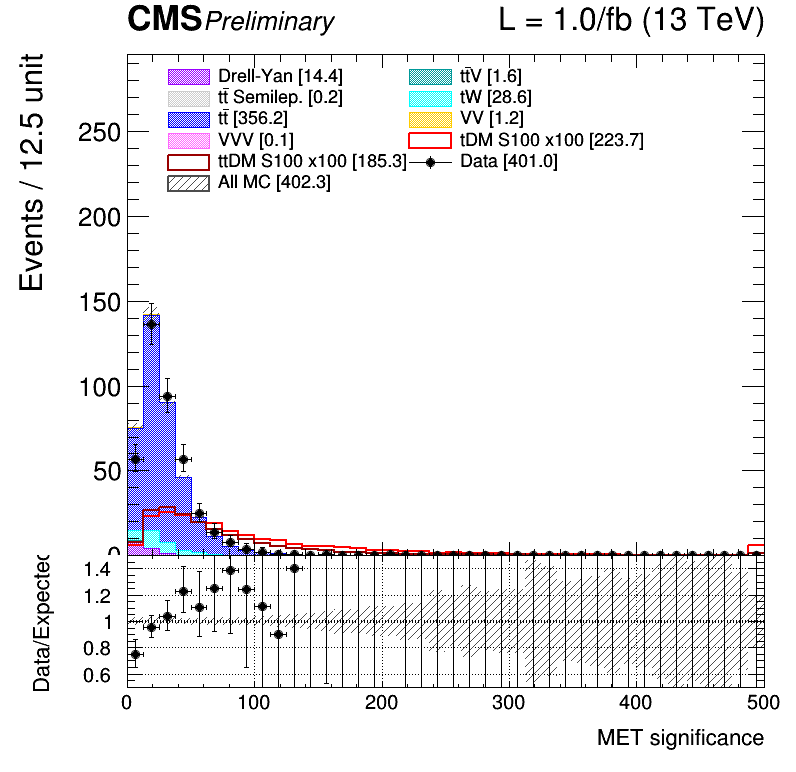 CMS Preliminary L = 1.0/fb (13 TeV)
Drell-Yan [14.4] tt̄V [1.6]
tt̄ Semilep. [0.2] tW [28.6]
tt̄ [356.2] VV [1.2]
VVV [0.1] tDM S100 x100 [223.7]
ttDM S100 x100 [185.3] Data [401.0]
All MC [402.3]
Events / 12.5 unit
250
200
150
100
50
0
Data/Expected
1.4
1.2
1
0.8
0.6
0 100 200 300 400 500
MET significance